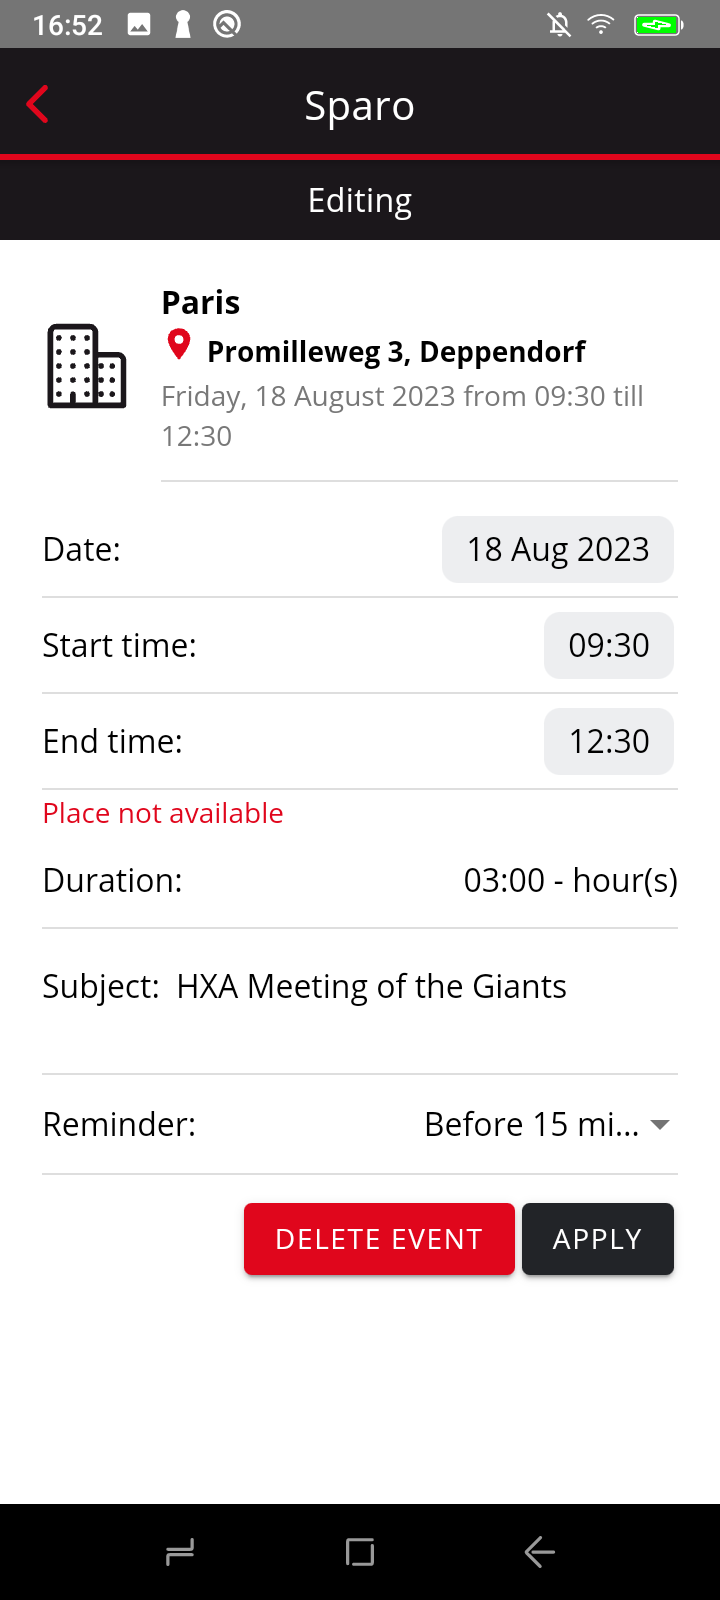 16:52
Sparo
Editing
Paris
Promilleweg 3, Deppendorf
Friday, 18 August 2023 from 09:30 till
12:30
Date: 18 Aug 2023
Start time: 09:30
End time: 12:30
Place not available
Duration: 03:00 - hour(s)
Subject: HXA Meeting of the Giants
Reminder: Before 15 mi...
DELETE EVENT APPLY